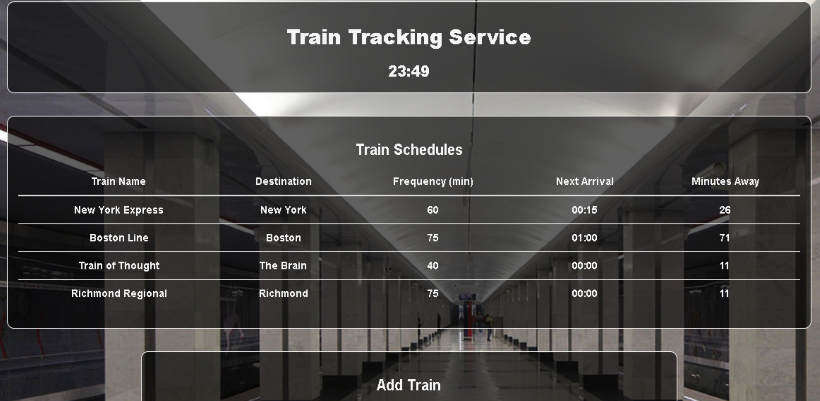 Train Tracking Service
23:49
Train Schedules
Train Name Destination Frequency (min) Next Arrival Minutes Away
New York Express New York 60 00:15 26
Boston Line Boston 75 01:00 71
Train of Thought The Brain 40 00:00 11
Richmond Regional Richmond 75 00:00 11
Add Train